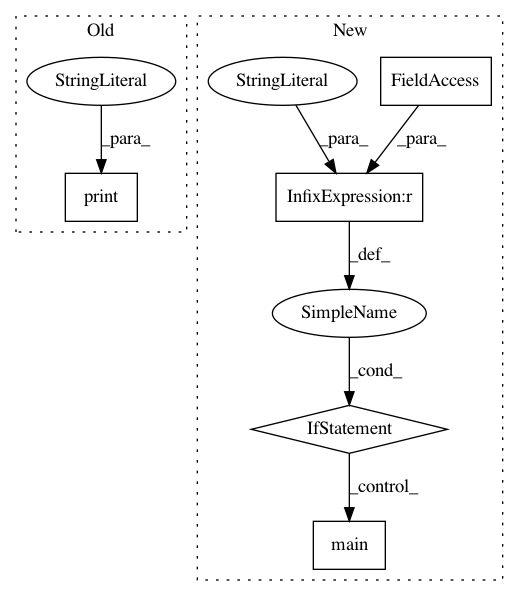 Old
New
StringLiteral
StringLiteral
FieldAccess
_para_
_para_
_para_
print
InfixExpression:r
_def_
SimpleName
_cond_
IfStatement
_control_
main